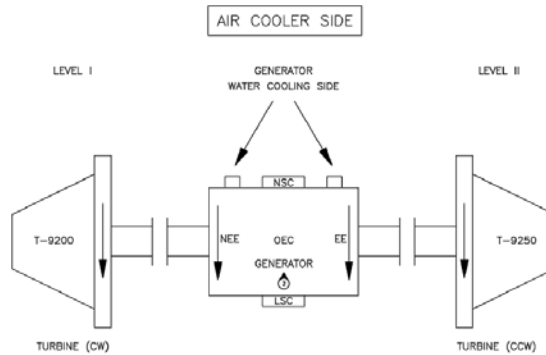 AIR COOLER SIDE
LEVEL I
GENERATOR
WATER COOLING SIDE
LEVEL II
NSC
T-9200
NEE
OEC
EE
T-9250
GENERATOR
LSC
TURBINE (CW)
TURBINE (CCW)